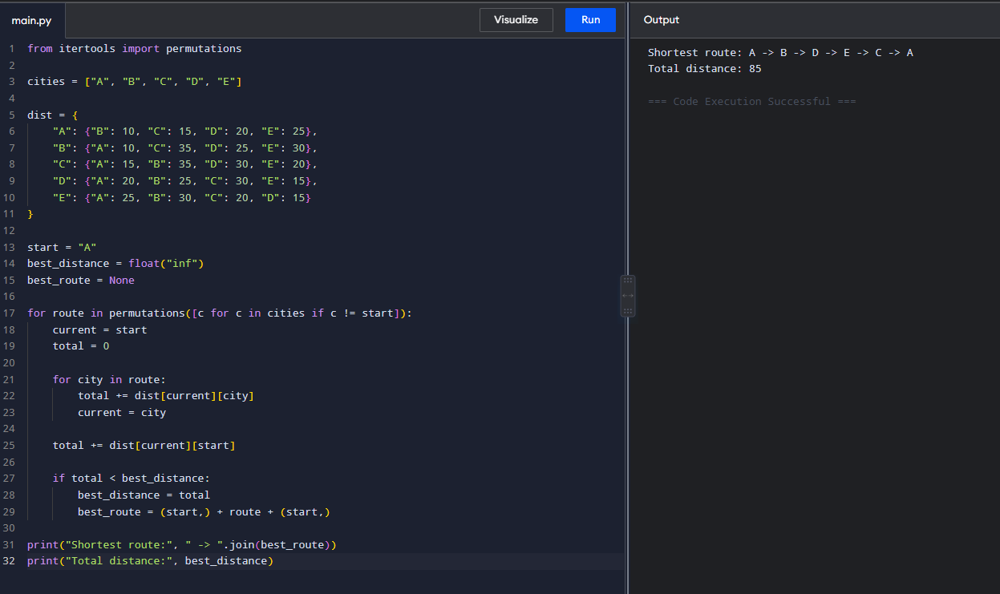 main.py
Visualize
Run
Output
1 from itertools import permutations
2
3 cities = ["A", "B", "C", "D", "E"]
4
5 dist = {
6     "A": {"B": 10, "C": 15, "D": 20, "E": 25},
7     "B": {"A": 10, "C": 35, "D": 25, "E": 30},
8     "C": {"A": 15, "B": 35, "D": 30, "E": 20},
9     "D": {"A": 20, "B": 25, "C": 30, "E": 15},
10     "E": {"A": 25, "B": 30, "C": 20, "D": 15}
11 }
12
13 start = "A"
14 best_distance = float("inf")
15 best_route = None
16
17 for route in permutations([c for c in cities if c != start]):
18     current = start
19     total = 0
20
21     for city in route:
22         total += dist[current][city]
23         current = city
24
25     total += dist[current][start]
26
27     if total < best_distance:
28         best_distance = total
29         best_route = (start,) + route + (start,)
30
31 print("Shortest route:", " -> ".join(best_route))
32 print("Total distance:", best_distance)
Shortest route: A -> B -> D -> E -> C -> A
Total distance: 85
=== Code Execution Successful ===